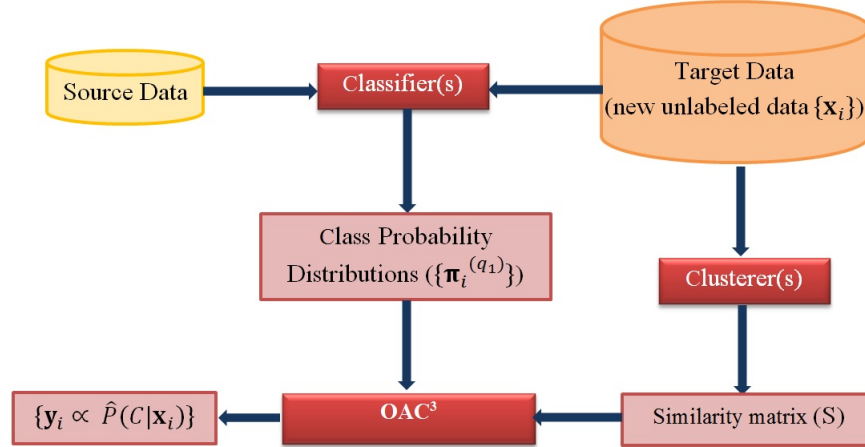 Source Data
Classifier(s)
Target Data
(new unlabeled data {𝐱ᵢ})
Class Probability
Distributions ({𝛑ᵢ^(q₁)})
Clusterer(s)
{𝐲ᵢ ∝ P̂(C|𝐱ᵢ)}
OAC³
Similarity matrix (S)